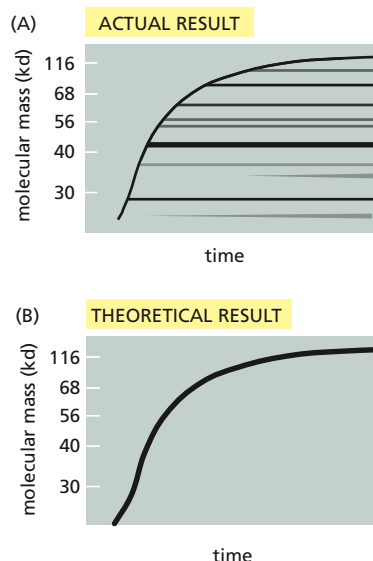 (A)
ACTUAL RESULT
molecular mass (kd)
116
68
56
40
30
time
(B)
THEORETICAL RESULT
molecular mass (kd)
116
68
56
40
30
time